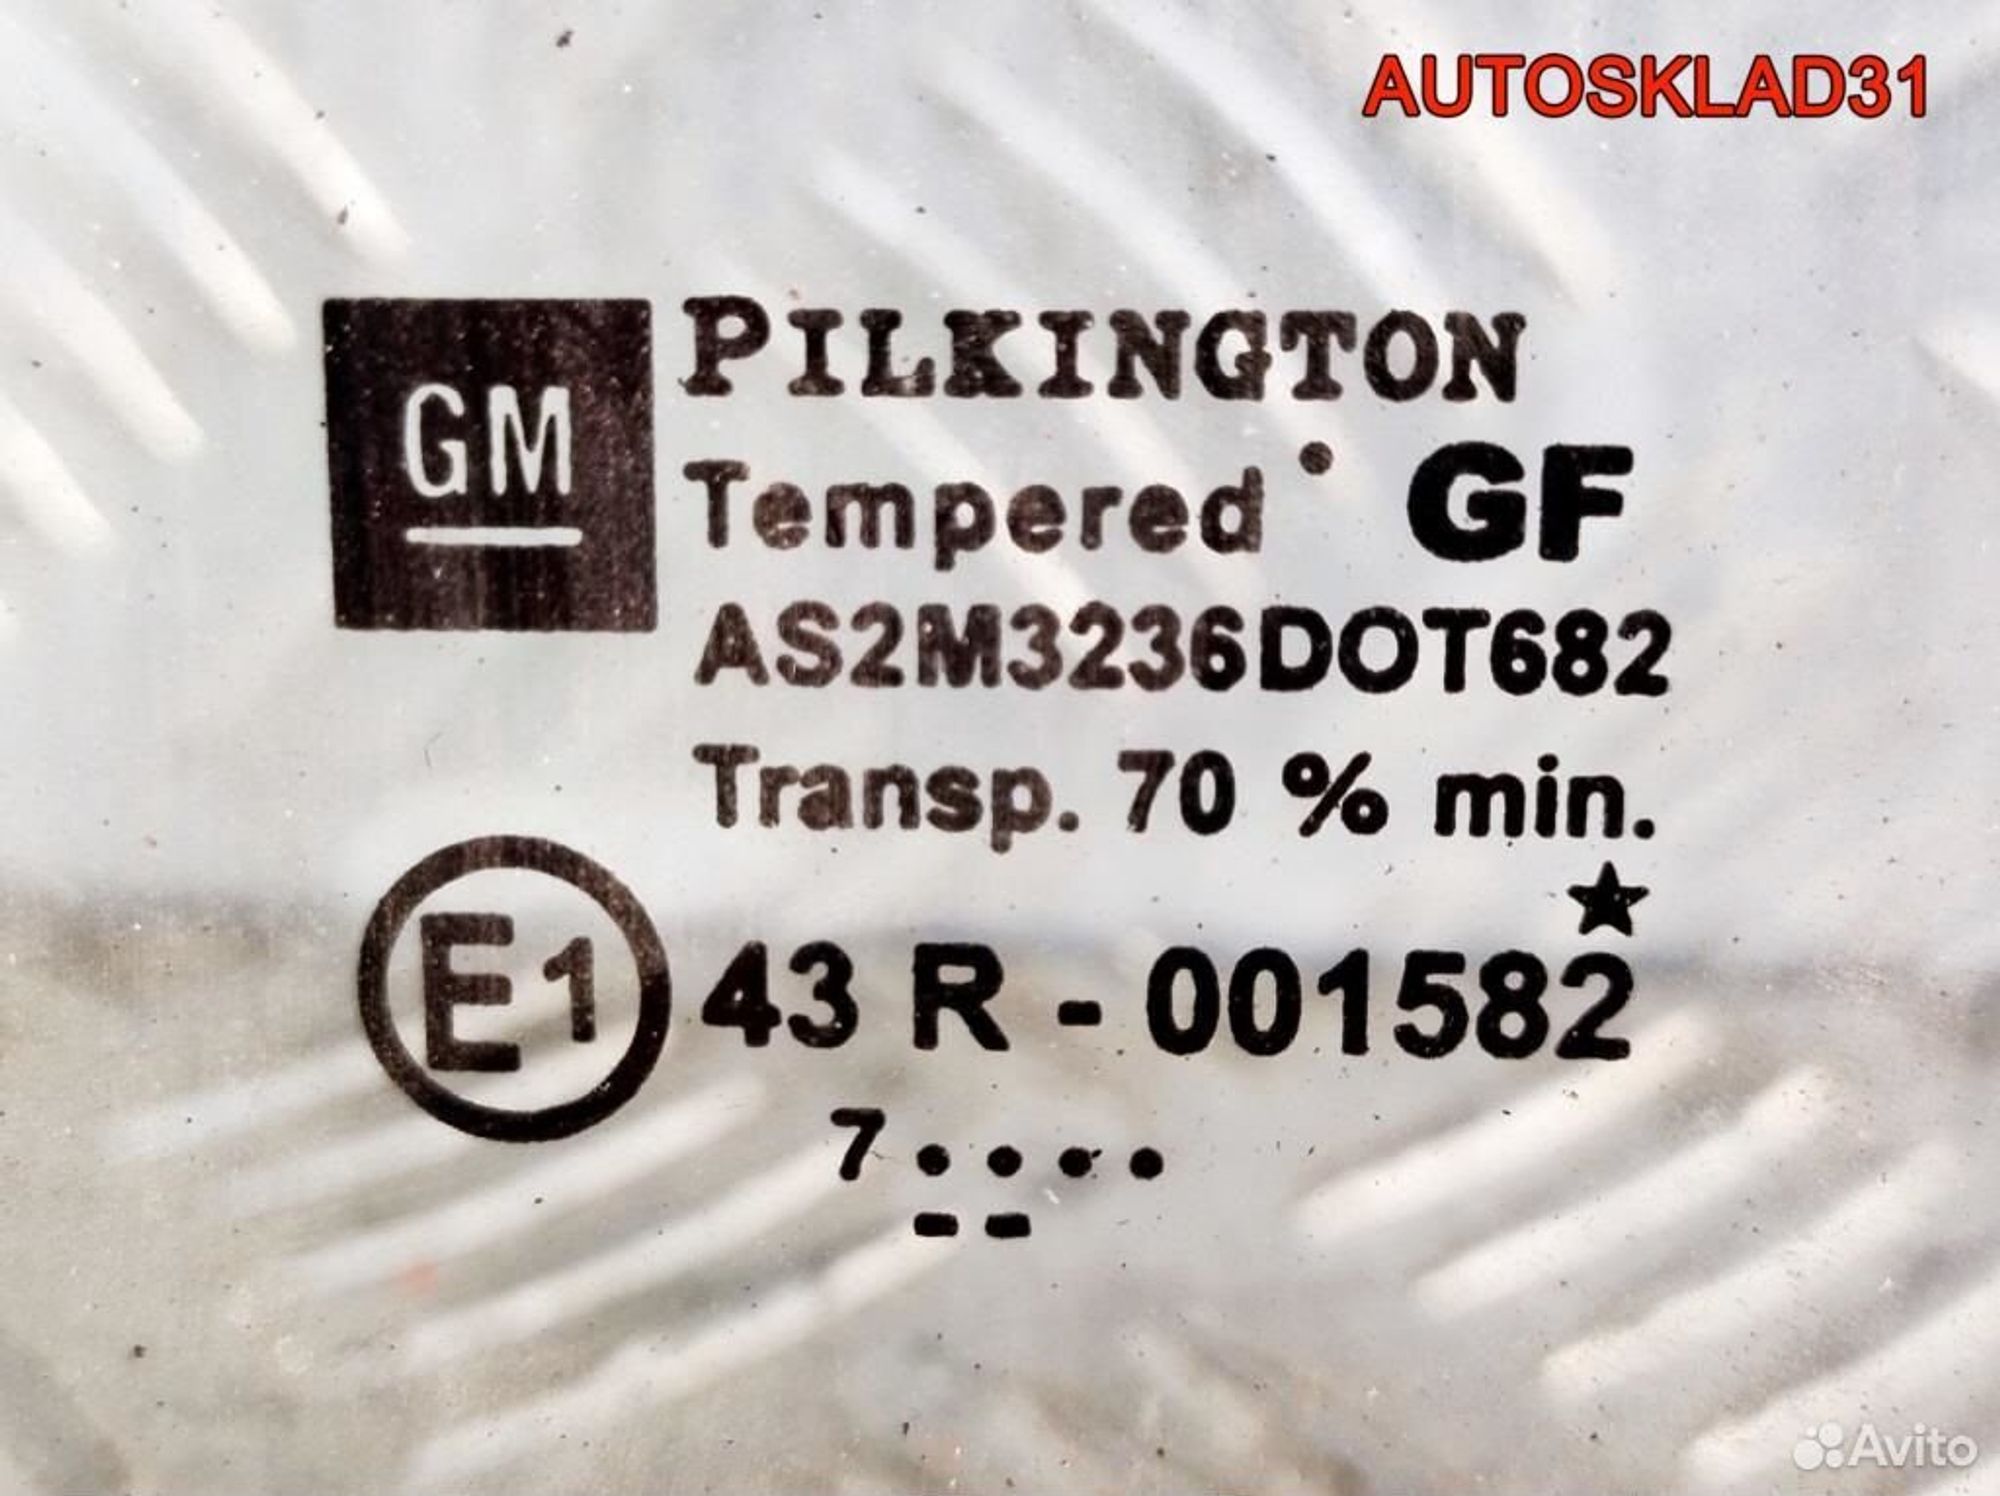 AUTOSKLAD31
GM
PILKINGTON
Tempered • GF
AS2M3236DOT682
Transp. 70 % min.
E1 43 R - 001582 ★
7 • • • •
- -
Avito